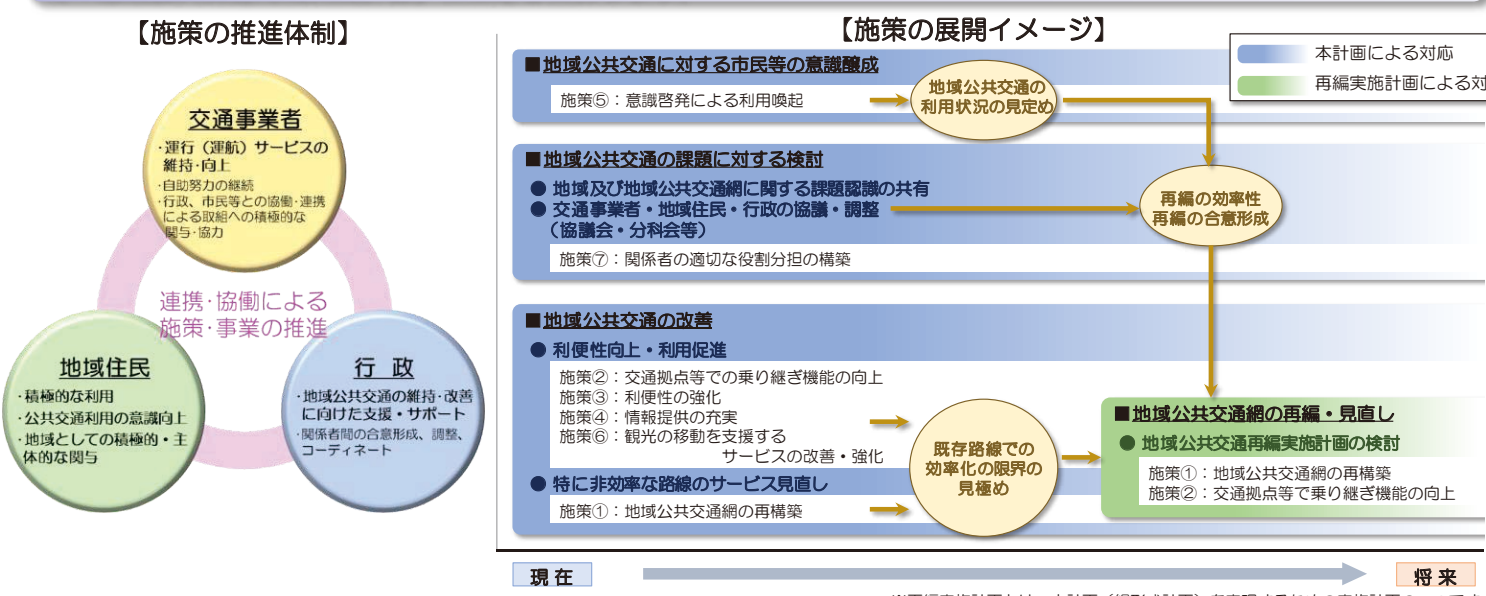 【施策の推進体制】
交通事業者
・運行（運航）サービスの
維持・向上
・自助努力の継続
・行政、市民等との協働・連携
による取組への積極的な
関与・協力
連携・協働による
施策・事業の推進
地域住民
・積極的な利用
・公共交通利用の意識向上
・地域としての積極的・主
体的な関与
行 政
・地域公共交通の維持・改善
に向けた支援・サポート
・関係者間の合意形成、調整、
コーディネート
【施策の展開イメージ】
本計画による対応
再編実施計画による対
■地域公共交通に対する市民等の意識醸成
施策⑤：意識啓発による利用喚起
地域公共交通の
利用状況の見定め
■地域公共交通の課題に対する検討
● 地域及び地域公共交通網に関する課題認識の共有
● 交通事業者・地域住民・行政の協議・調整
（協議会・分科会等）
施策⑦：関係者の適切な役割分担の構築
再編の効率性
再編の合意形成
■地域公共交通の改善
● 利便性向上・利用促進
施策②：交通拠点等での乗り継ぎ機能の向上
施策③：利便性の強化
施策④：情報提供の充実
施策⑥：観光の移動を支援する
サービスの改善・強化
● 特に非効率な路線のサービス見直し
施策①：地域公共交通網の再構築
既存路線での
効率化の限界の
見極め
■地域公共交通網の再編・見直し
● 地域公共交通再編実施計画の検討
施策①：地域公共交通網の再構築
施策②：交通拠点等で乗り継ぎ機能の向上
現 在
将 来